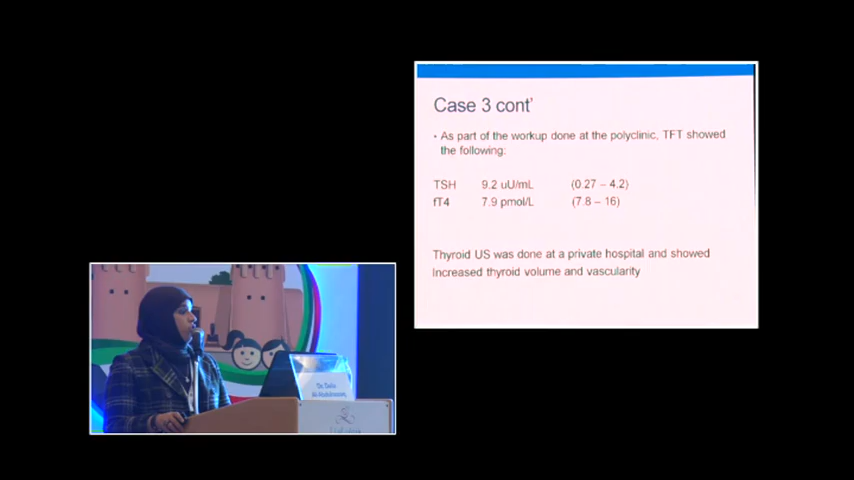 Case 3 cont'
• As part of the workup done at the polyclinic, TFT showed
the following:
TSH 9.2 uU/mL (0.27 – 4.2)
fT4 7.9 pmol/L (7.8 – 16)
Thyroid US was done at a private hospital and showed
Increased thyroid volume and vascularity
Dr. Dalia